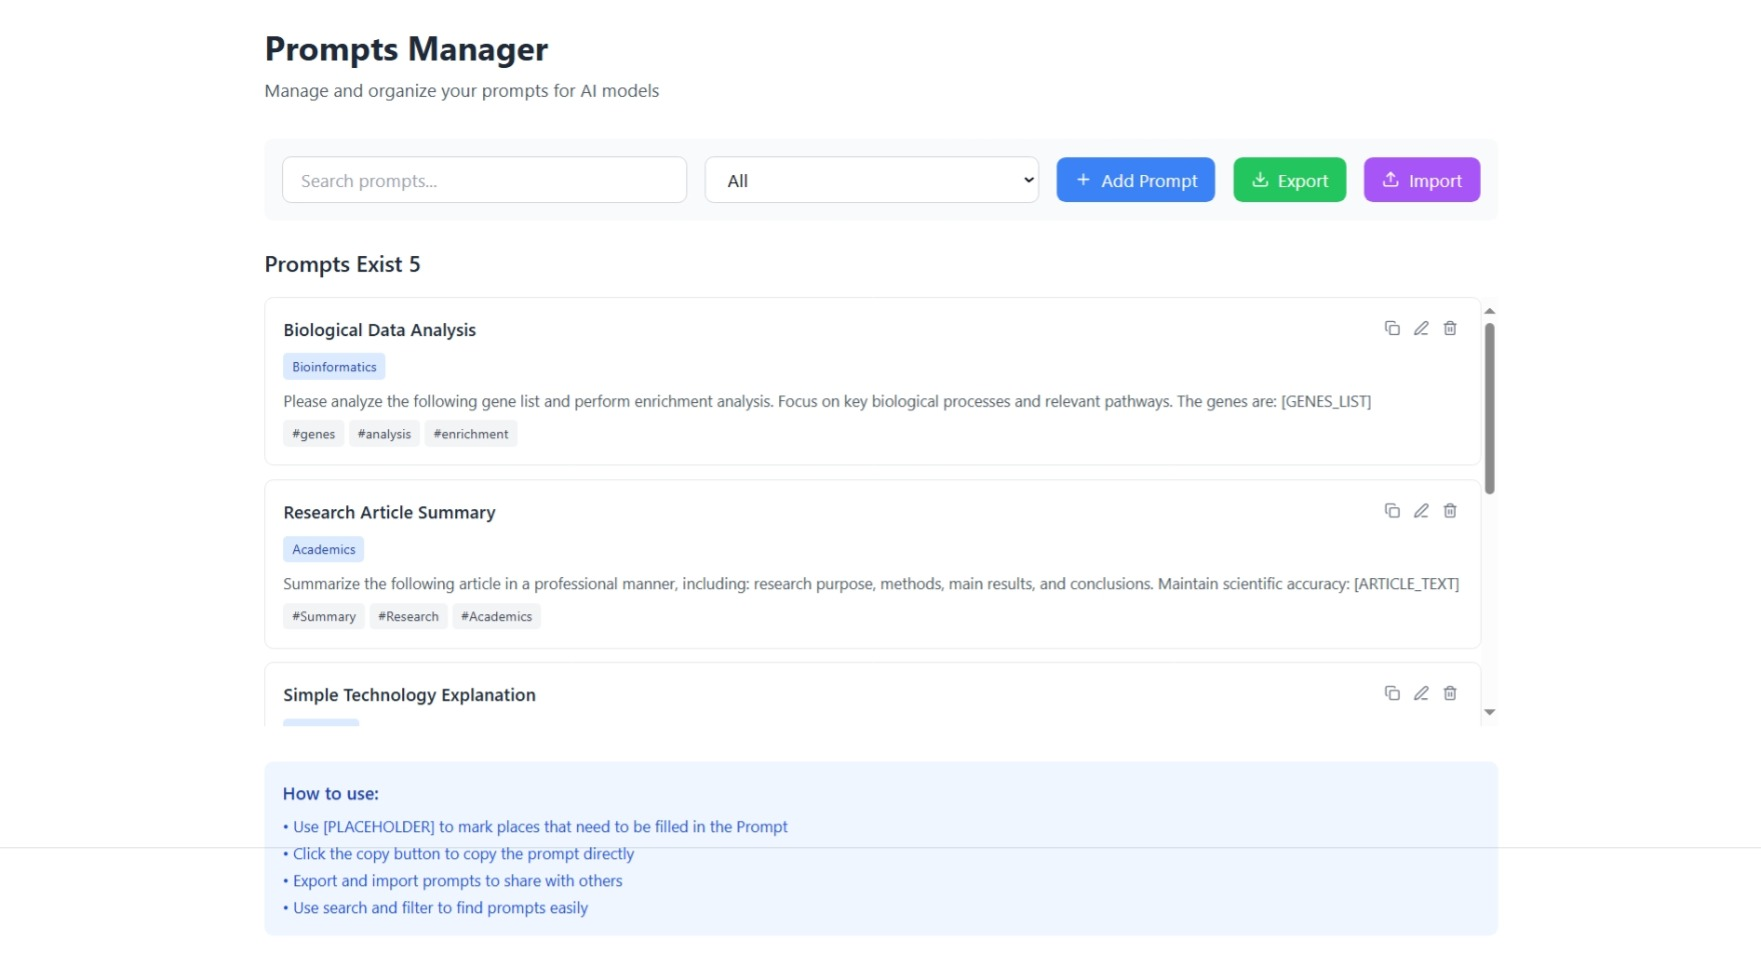 Prompts Manager
Manage and organize your prompts for AI models
Search prompts...
All
+ Add Prompt
Export
Import
Prompts Exist 5
Biological Data Analysis
Bioinformatics
Please analyze the following gene list and perform enrichment analysis. Focus on key biological processes and relevant pathways. The genes are: [GENES_LIST]
#genes #analysis #enrichment
Research Article Summary
Academics
Summarize the following article in a professional manner, including: research purpose, methods, main results, and conclusions. Maintain scientific accuracy: [ARTICLE_TEXT]
#Summary #Research #Academics
Simple Technology Explanation
How to use:
• Use [PLACEHOLDER] to mark places that need to be filled in the Prompt
• Click the copy button to copy the prompt directly
• Export and import prompts to share with others
• Use search and filter to find prompts easily